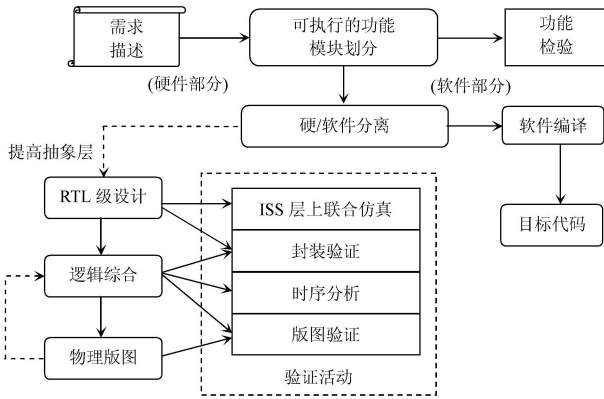 需求
描述
可执行的功能
模块划分
功能
检验
(硬件部分)
(软件部分)
硬/软件分离
软件编译
提高抽象层
RTL 级设计
ISS 层上联合仿真
目标代码
封装验证
逻辑综合
时序分析
版图验证
物理版图
验证活动